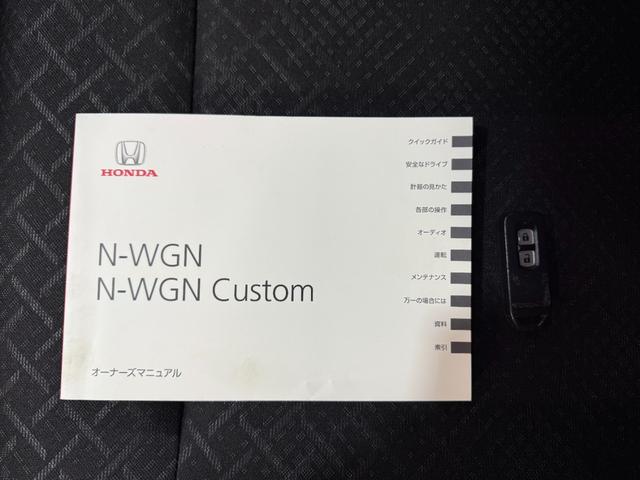 HONDA
N-WGN
N-WGN Custom
オーナーズマニュアル
クイックガイド
安全なドライブ
計器の見かた
各部の操作
オーディオ
運転
メンテナンス
万一の場合には
資料
索引